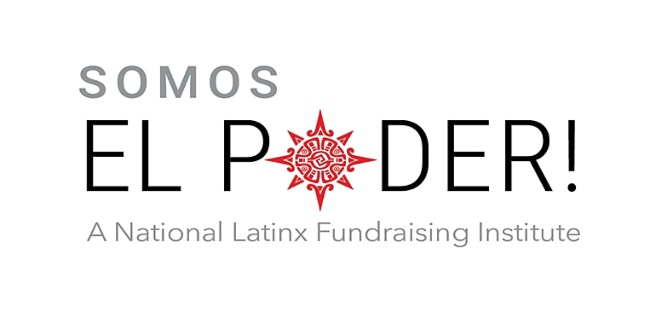 SOMOS
EL PODER!
A National Latinx Fundraising Institute